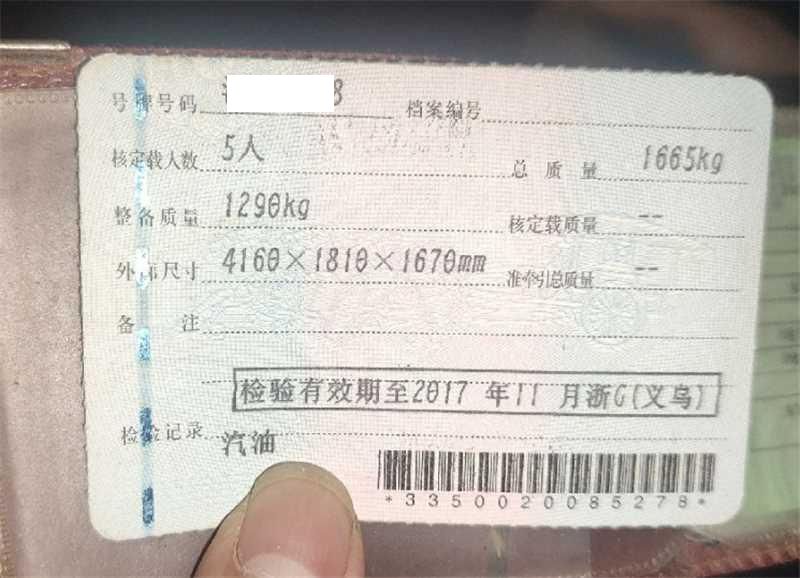 号牌号码 8 档案编号
核定载人数 5人 总质量 1665kg
整备质量 1290kg 核定载质量 --
外廓尺寸 4160×1810×1670mm 准牵引总质量 --
备注
检验有效期至2017年11月浙G(义乌)
检验记录
汽油
*3350020085278*